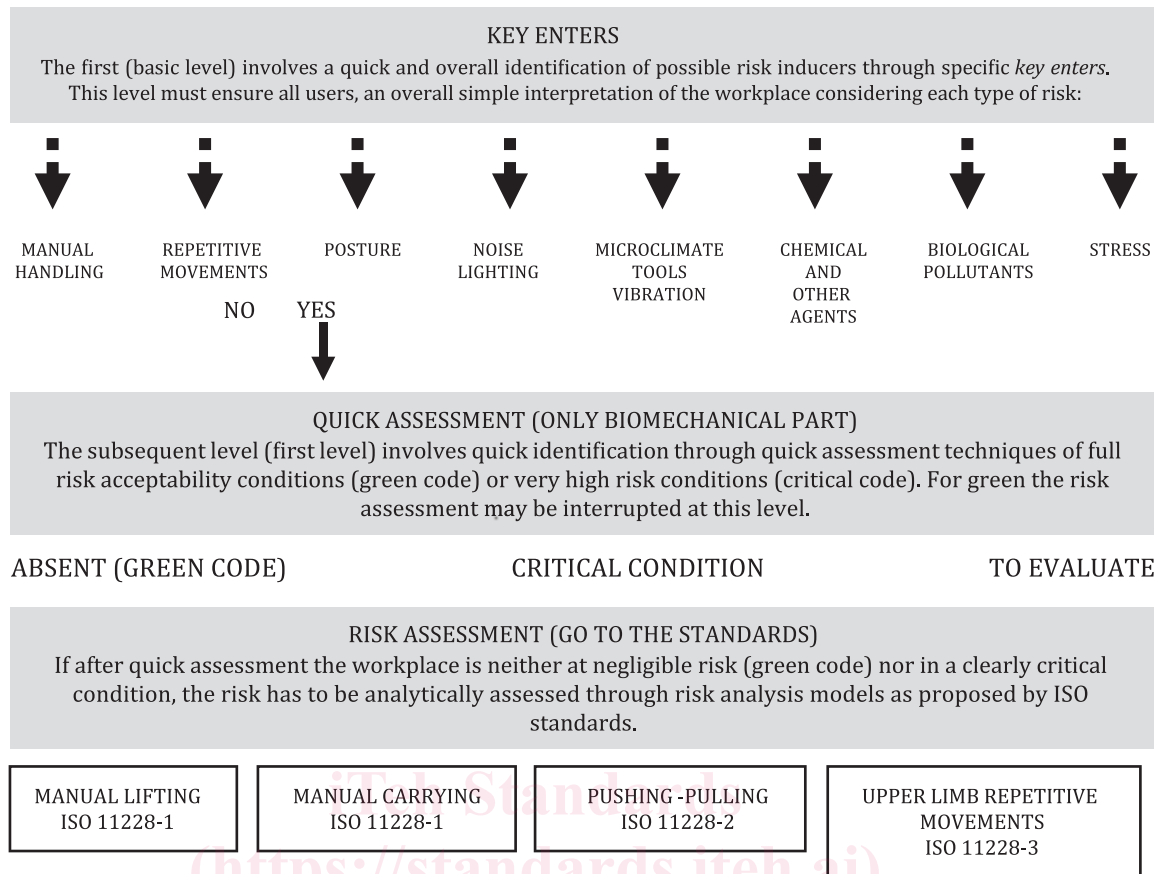 KEY ENTERS
The first (basic level) involves a quick and overall identification of possible risk inducers through specific key enters.
This level must ensure all users, an overall simple interpretation of the workplace considering each type of risk:
MANUAL
HANDLING
REPETITIVE
MOVEMENTS
POSTURE
NOISE
LIGHTING
MICROCLIMATE
TOOLS
VIBRATION
CHEMICAL
AND
OTHER
AGENTS
BIOLOGICAL
POLLUTANTS
STRESS
NO YES
QUICK ASSESSMENT (ONLY BIOMECHANICAL PART)
The subsequent level (first level) involves quick identification through quick assessment techniques of full
risk acceptability conditions (green code) or very high risk conditions (critical code). For green the risk
assessment may be interrupted at this level.
ABSENT (GREEN CODE) CRITICAL CONDITION TO EVALUATE
RISK ASSESSMENT (GO TO THE STANDARDS)
If after quick assessment the workplace is neither at negligible risk (green code) nor in a clearly critical
condition, the risk has to be analytically assessed through risk analysis models as proposed by ISO
standards.
MANUAL LIFTING
ISO 11228-1
MANUAL CARRYING
ISO 11228-1
PUSHING -PULLING
ISO 11228-2
UPPER LIMB REPETITIVE
MOVEMENTS
ISO 11228-3
iTeh Standards
(https://standards.iteh.ai)